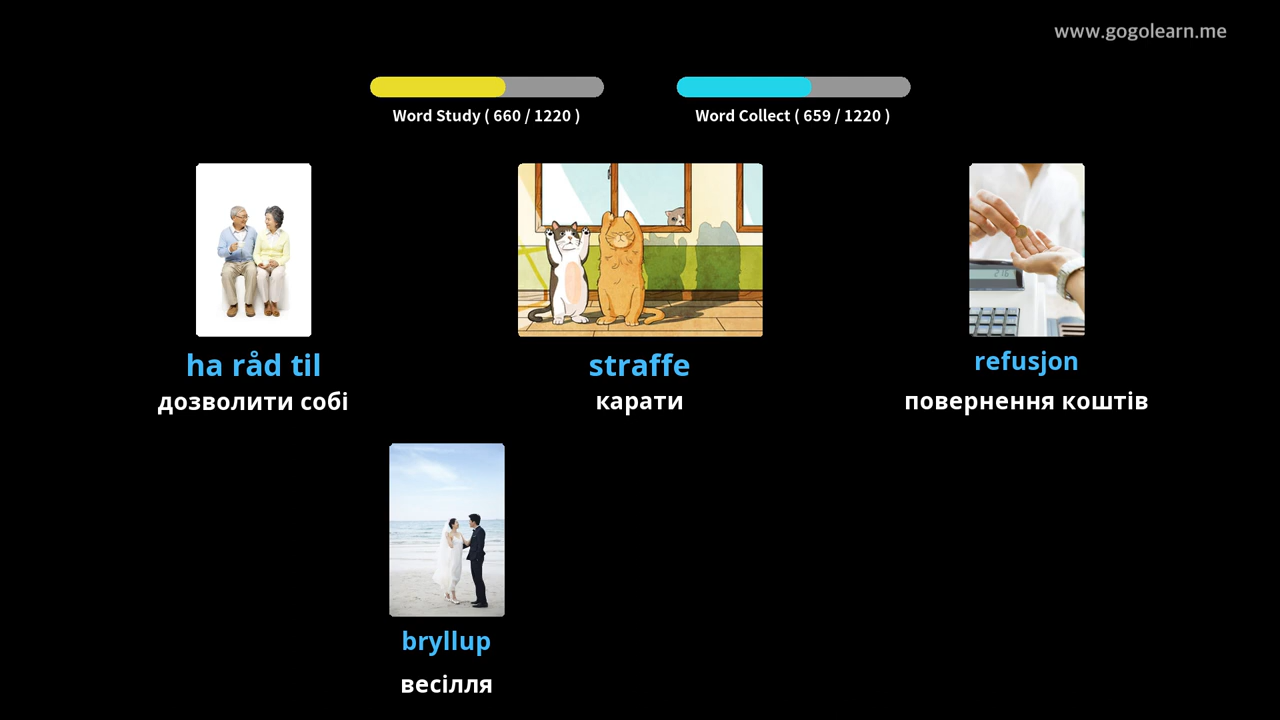 www.gogolearn.me
Word Study ( 660 / 1220 )
Word Collect ( 659 / 1220 )
ha råd til
дозволити собі
straffe
карати
refusjon
повернення коштів
bryllup
весілля